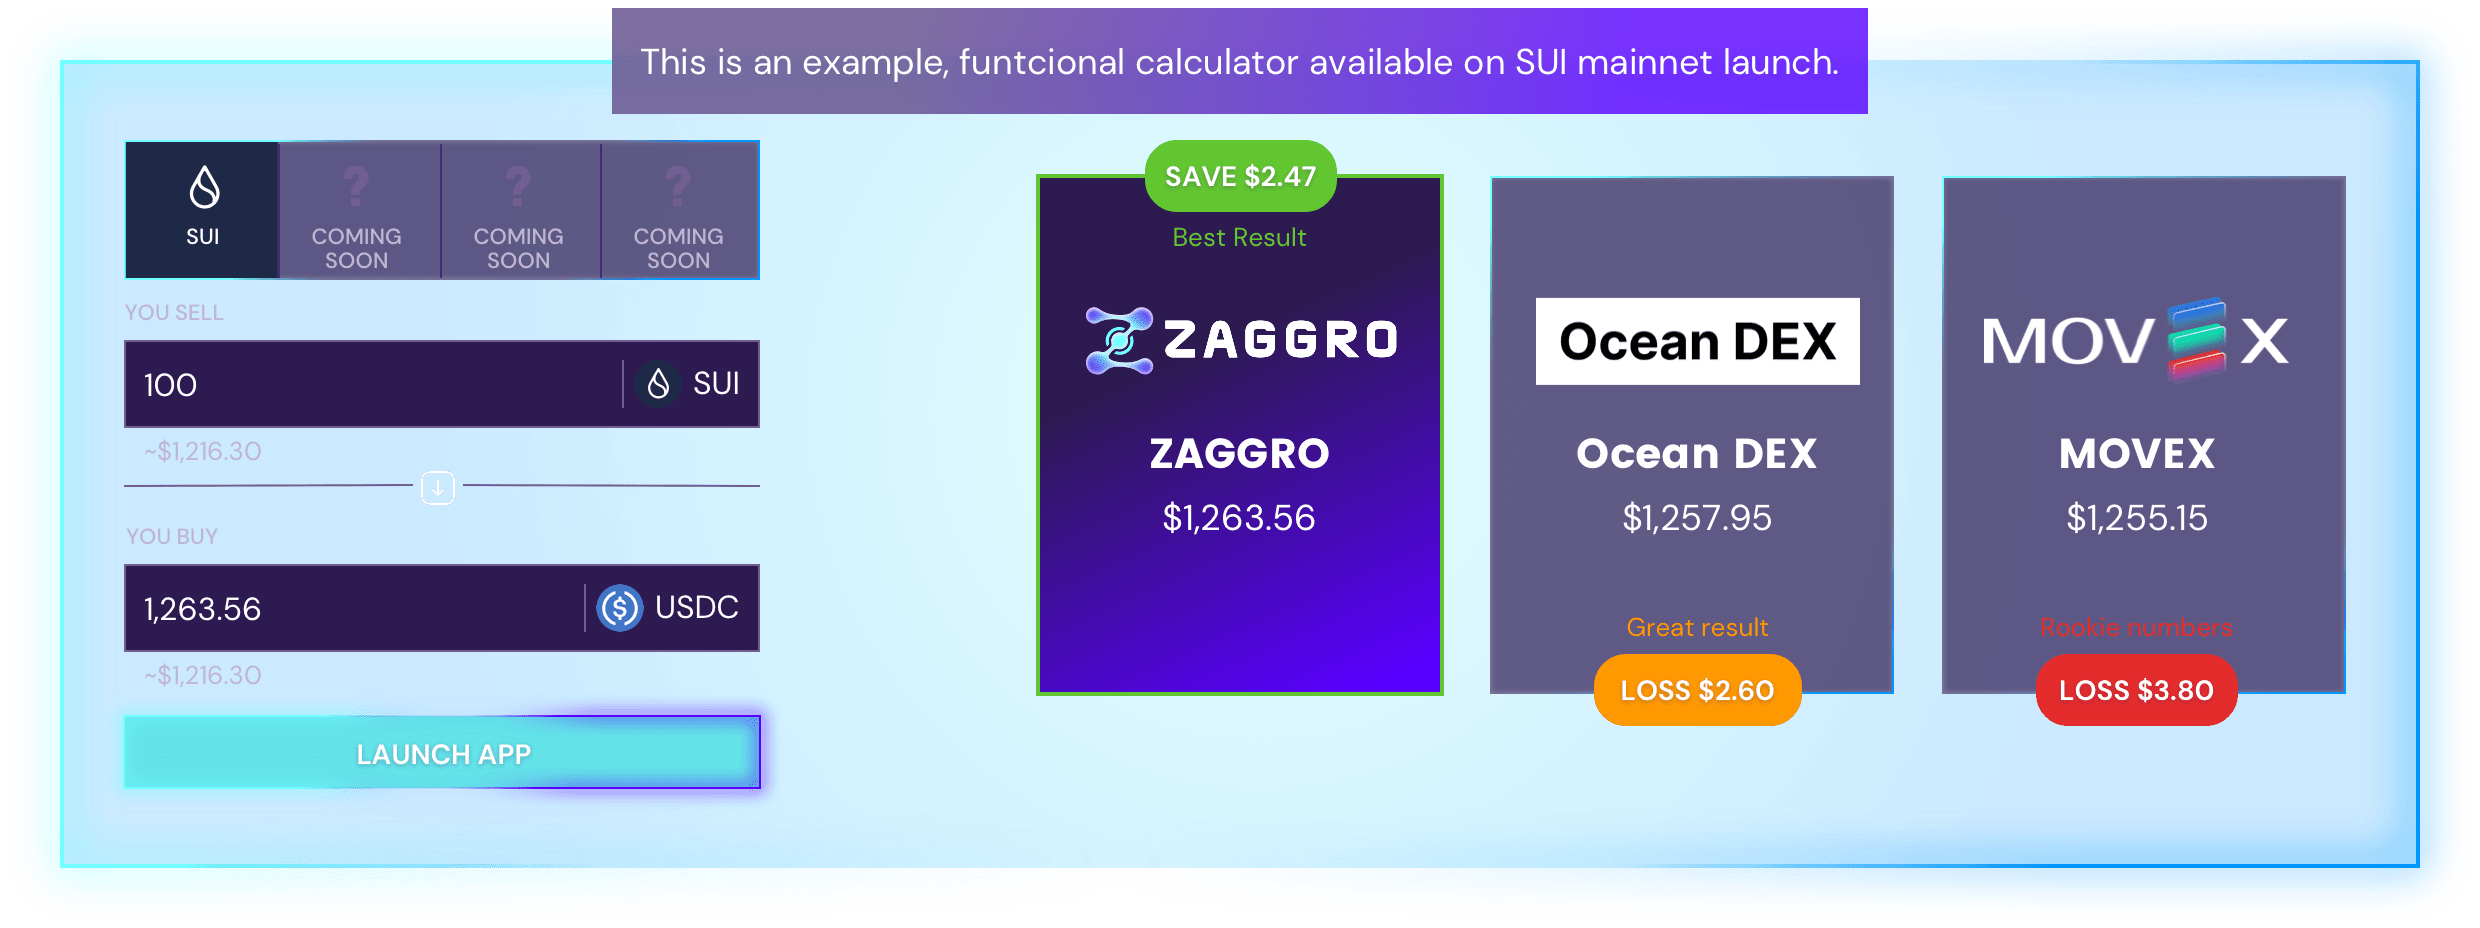 This is an example, funtcional calculator available on SUI mainnet launch.
SUI
?
COMING
SOON
?
COMING
SOON
?
COMING
SOON
YOU SELL
100
SUI
~$1,216.30
YOU BUY
1,263.56
USDC
~$1,216.30
LAUNCH APP
SAVE $2.47
Best Result
ZAGGRO
ZAGGRO
$1,263.56
Ocean DEX
Ocean DEX
$1,257.95
Great result
LOSS $2.60
MOVEX
MOVEX
$1,255.15
Rookie numbers
LOSS $3.80